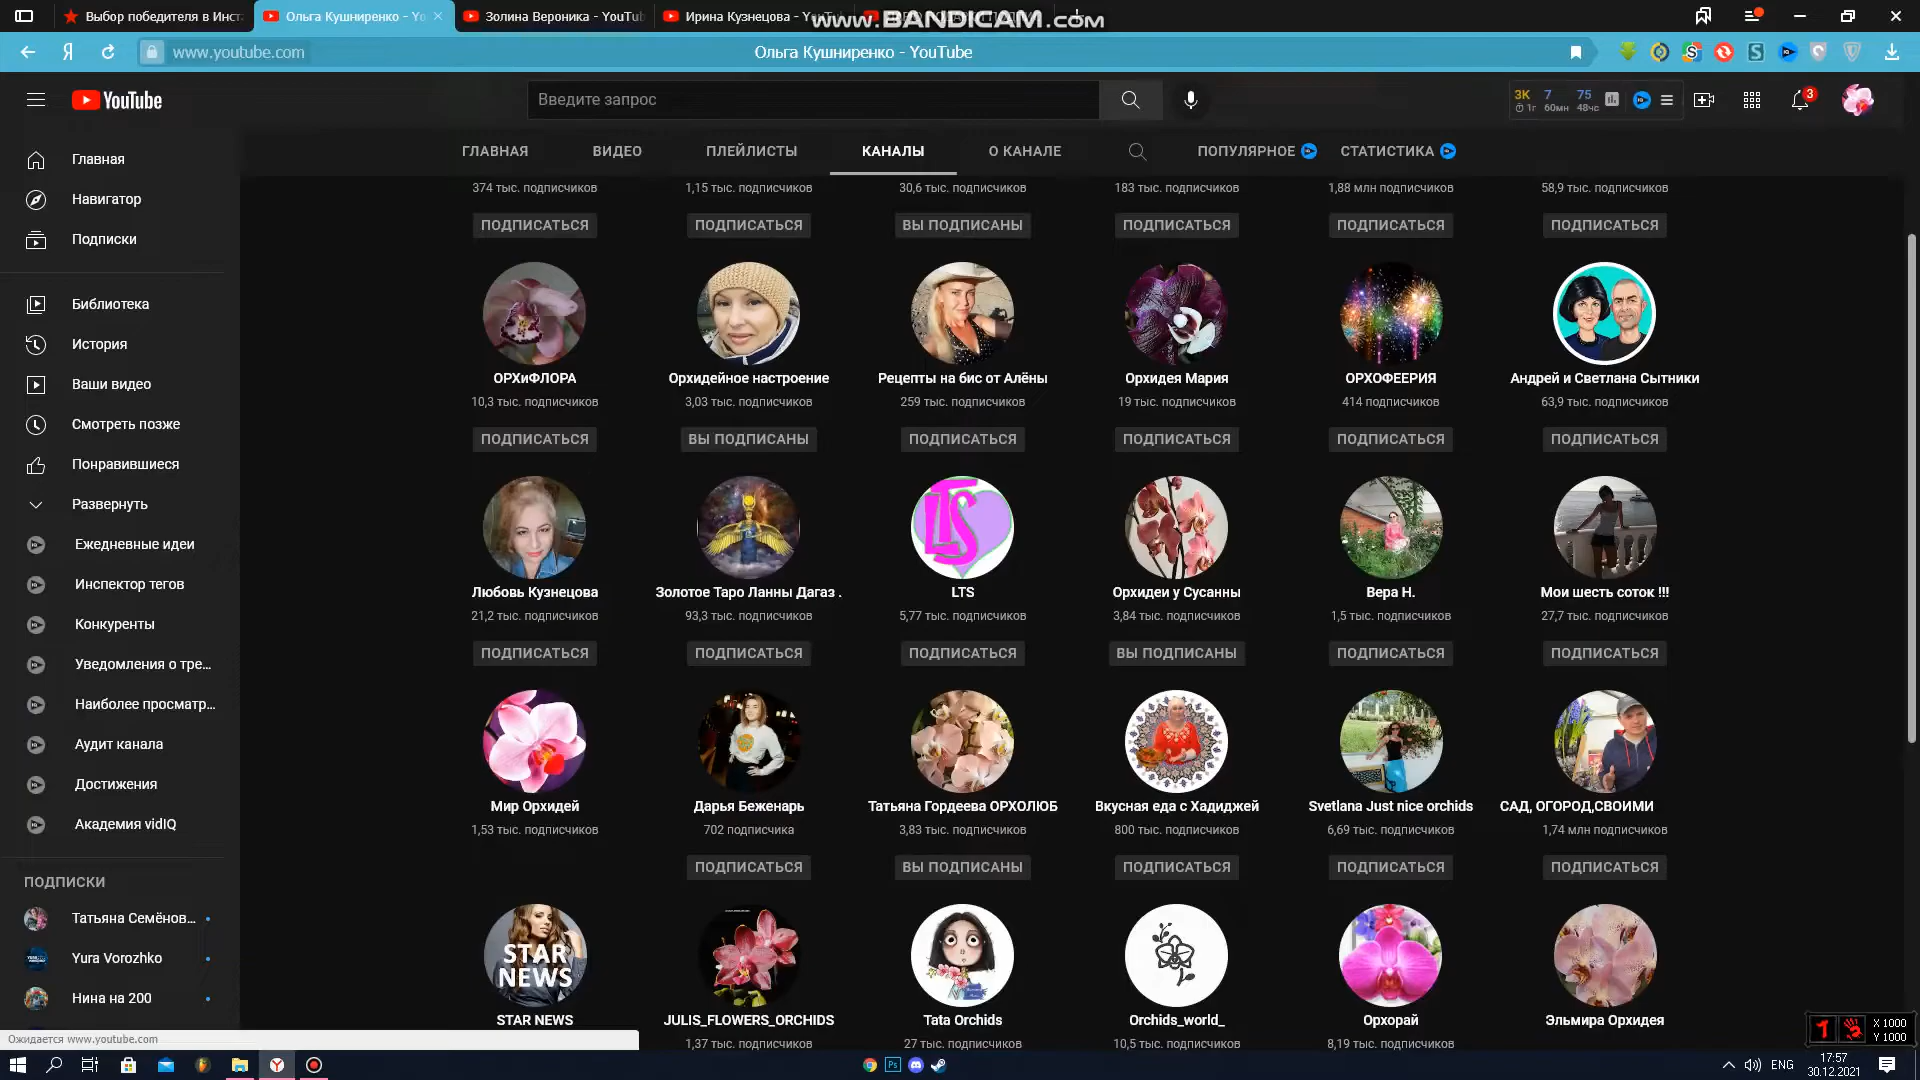 Выбор победителя в Инст
Ольга Кушниренко - Yo
Золина Вероника - YouTu
Ирина Кузнецова - YouTu
www.BANDICAM.com
Я
www.youtube.com
Ольга Кушниренко - YouTube
YouTube
Введите запрос
3K 7 75
1г 60мн 48чс
3
ГЛАВНАЯ ВИДЕО ПЛЕЙЛИСТЫ КАНАЛЫ О КАНАЛЕ ПОПУЛЯРНОЕ СТАТИСТИКА
Главная
Навигатор
Подписки
Библиотека
История
Ваши видео
Смотреть позже
Понравившиеся
Развернуть
Ежедневные идеи
Инспектор тегов
Конкуренты
Уведомления о тре...
Наиболее просматр...
Аудит канала
Достижения
Академия vidIQ
ПОДПИСКИ
Татьяна Семёнов...
Yura Vorozhko
Нина на 200
374 тыс. подписчиков 1,15 тыс. подписчиков 30,6 тыс. подписчиков 183 тыс. подписчиков 1,88 млн подписчиков 58,9 тыс. подписчиков
ПОДПИСАТЬСЯ ПОДПИСАТЬСЯ ВЫ ПОДПИСАНЫ ПОДПИСАТЬСЯ ПОДПИСАТЬСЯ ПОДПИСАТЬСЯ
ОРХиФЛОРА Орхидейное настроение Рецепты на бис от Алёны Орхидея Мария ОРХОФЕЕРИЯ Андрей и Светлана Сытники
10,3 тыс. подписчиков 3,03 тыс. подписчиков 259 тыс. подписчиков 19 тыс. подписчиков 414 подписчиков 63,9 тыс. подписчиков
ПОДПИСАТЬСЯ ВЫ ПОДПИСАНЫ ПОДПИСАТЬСЯ ПОДПИСАТЬСЯ ПОДПИСАТЬСЯ ПОДПИСАТЬСЯ
LTS
Любовь Кузнецова Золотое Таро Ланны Дагаз . LTS Орхидеи у Сусанны Вера Н. Мои шесть соток !!!
21,2 тыс. подписчиков 93,3 тыс. подписчиков 5,77 тыс. подписчиков 3,84 тыс. подписчиков 1,5 тыс. подписчиков 27,7 тыс. подписчиков
ПОДПИСАТЬСЯ ПОДПИСАТЬСЯ ПОДПИСАТЬСЯ ВЫ ПОДПИСАНЫ ПОДПИСАТЬСЯ ПОДПИСАТЬСЯ
Мир Орхидей Дарья Беженарь Татьяна Гордеева ОРХОЛЮБ Вкусная еда с Хадиджей Svetlana Just nice orchids САД, ОГОРОД,СВОИМИ
1,53 тыс. подписчиков 702 подписчика 3,83 тыс. подписчиков 800 тыс. подписчиков 6,69 тыс. подписчиков 1,74 млн подписчиков
ПОДПИСАТЬСЯ ВЫ ПОДПИСАНЫ ПОДПИСАТЬСЯ ПОДПИСАТЬСЯ ПОДПИСАТЬСЯ
STAR
NEWS
STAR NEWS JULIS_FLOWERS_ORCHIDS Tata Orchids Orchids_world_ Орхорай Эльмира Орхидея
1,37 тыс. подписчиков 27 тыс. подписчиков 10,5 тыс. подписчиков 8,19 тыс. подписчиков
Ожидается www.youtube.com
X 1000
Y 1000
Ps
ENG
17:57
30.12.2021